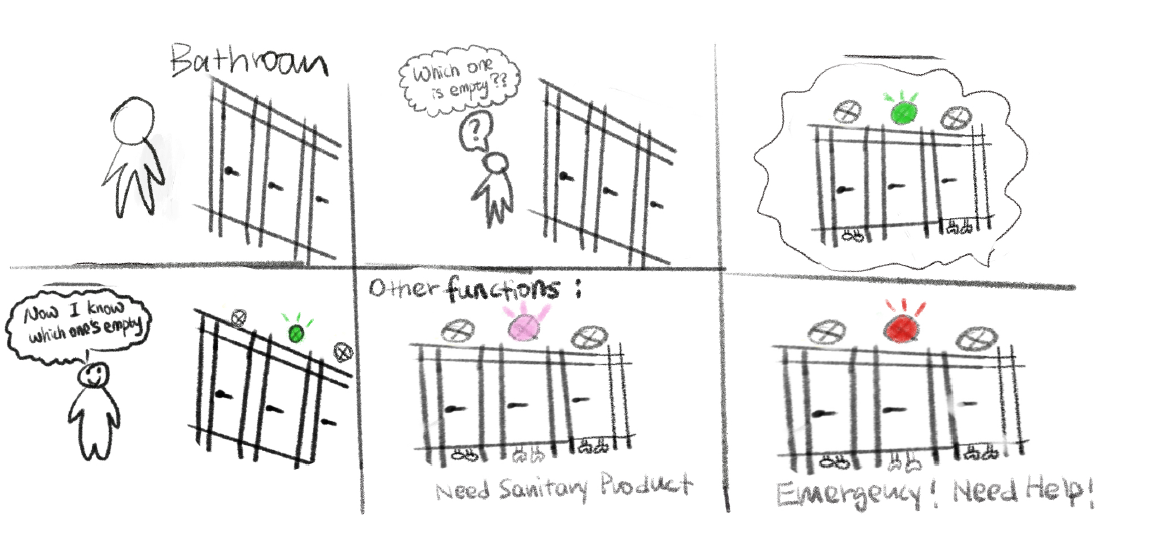 Bathroom
Which one
is empty??
?
Now I know
which one's empty
Other functions:
Need Sanitary Product
Emergency! Need Help!